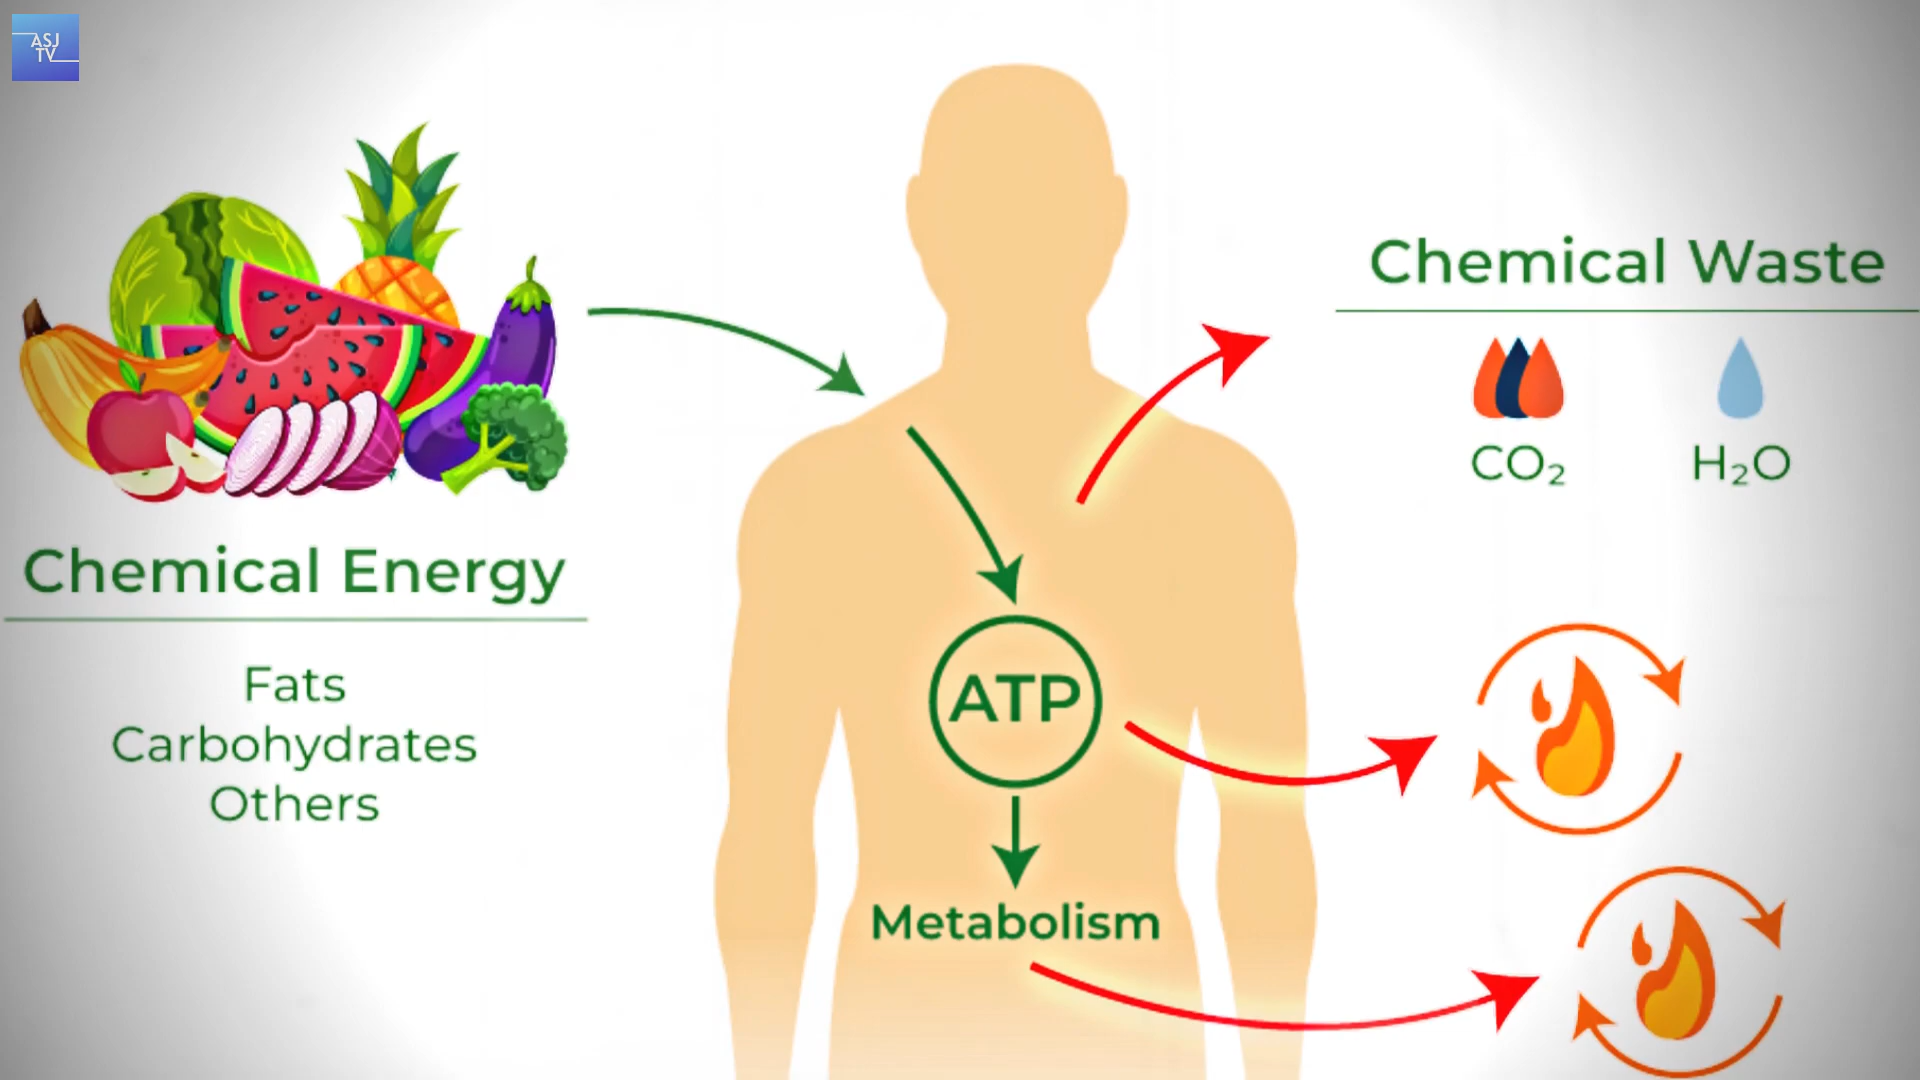 ASJ
TV
Chemical Energy
Fats
Carbohydrates
Others
ATP
Metabolism
Chemical Waste
CO₂
H₂O